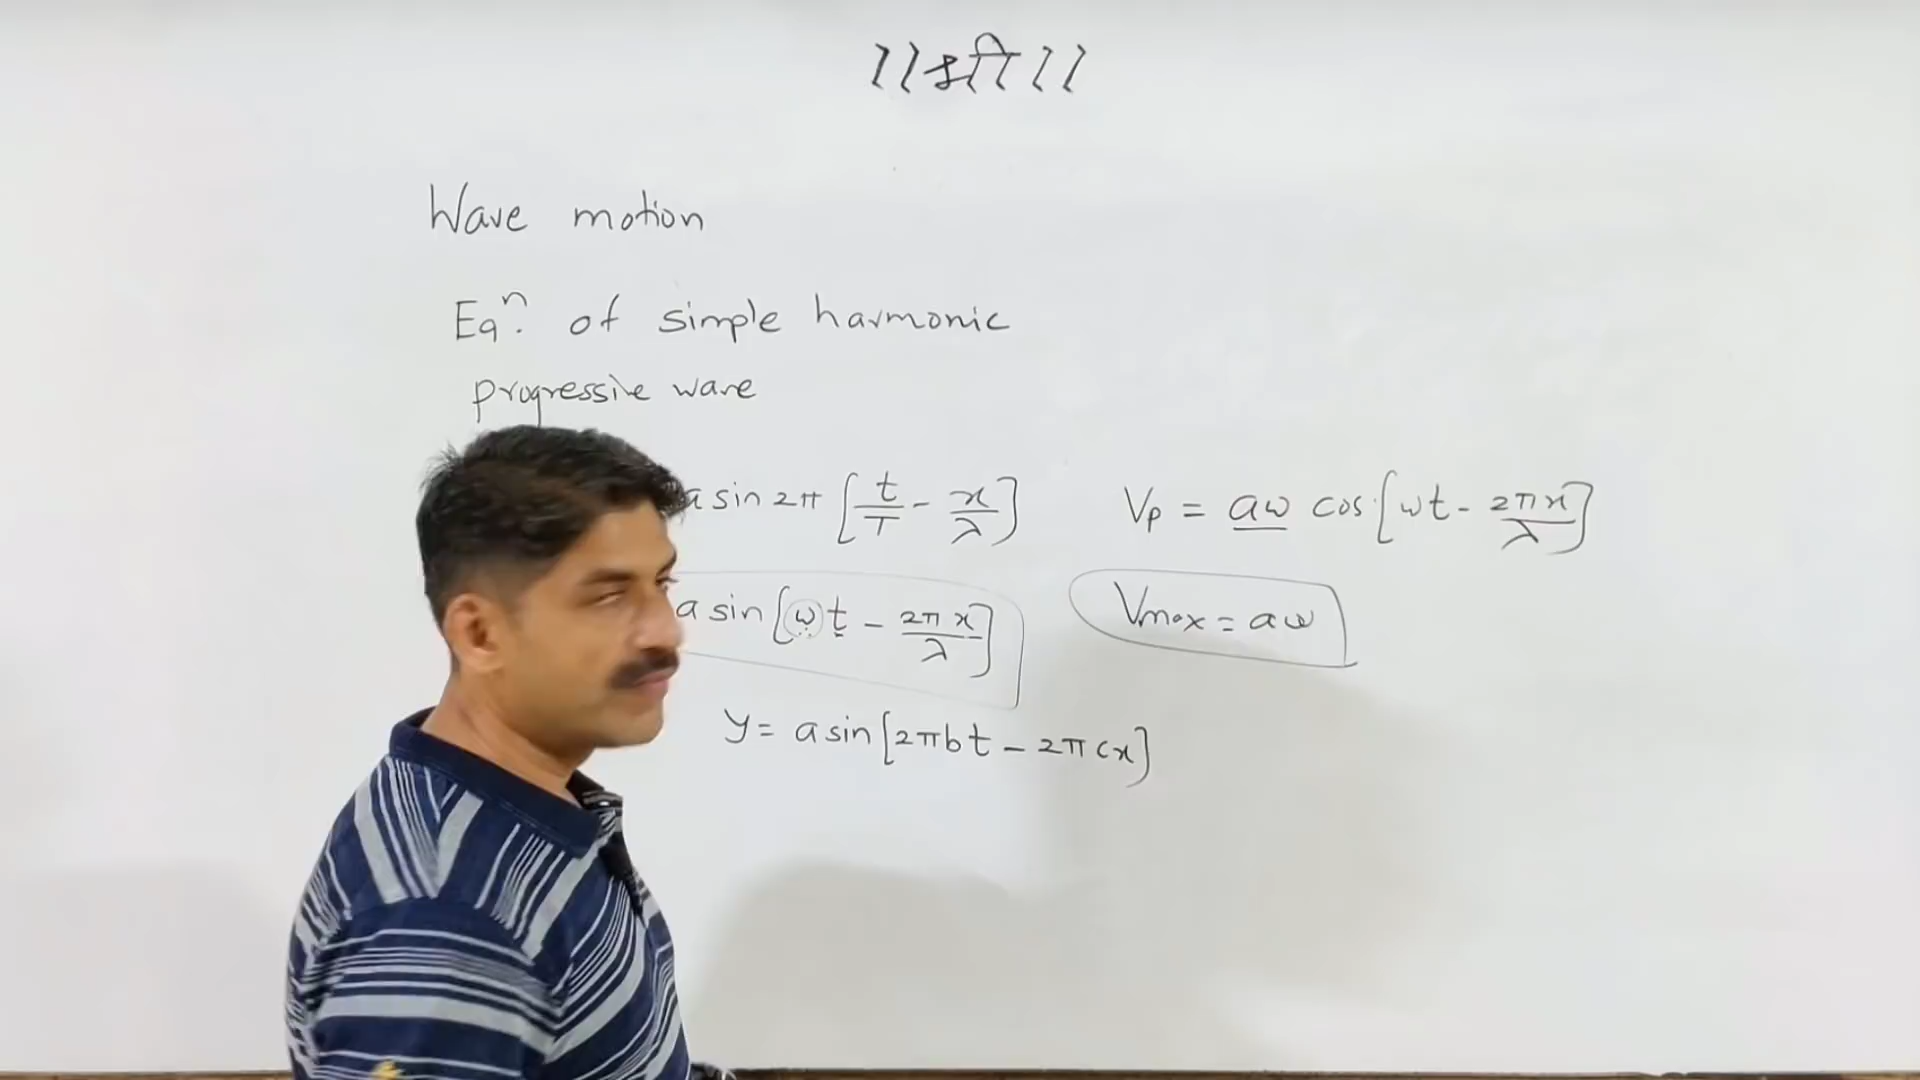 ।।श्री।।
Wave motion
Eqⁿ. of simple harmonic
progressive wave
a sin 2π [t/T - x/λ]
Vp = aω cos [ωt - 2πx/λ]
a sin [ωt - 2πx/λ]
Vmax = aω
y = a sin [2πbt - 2πcx]